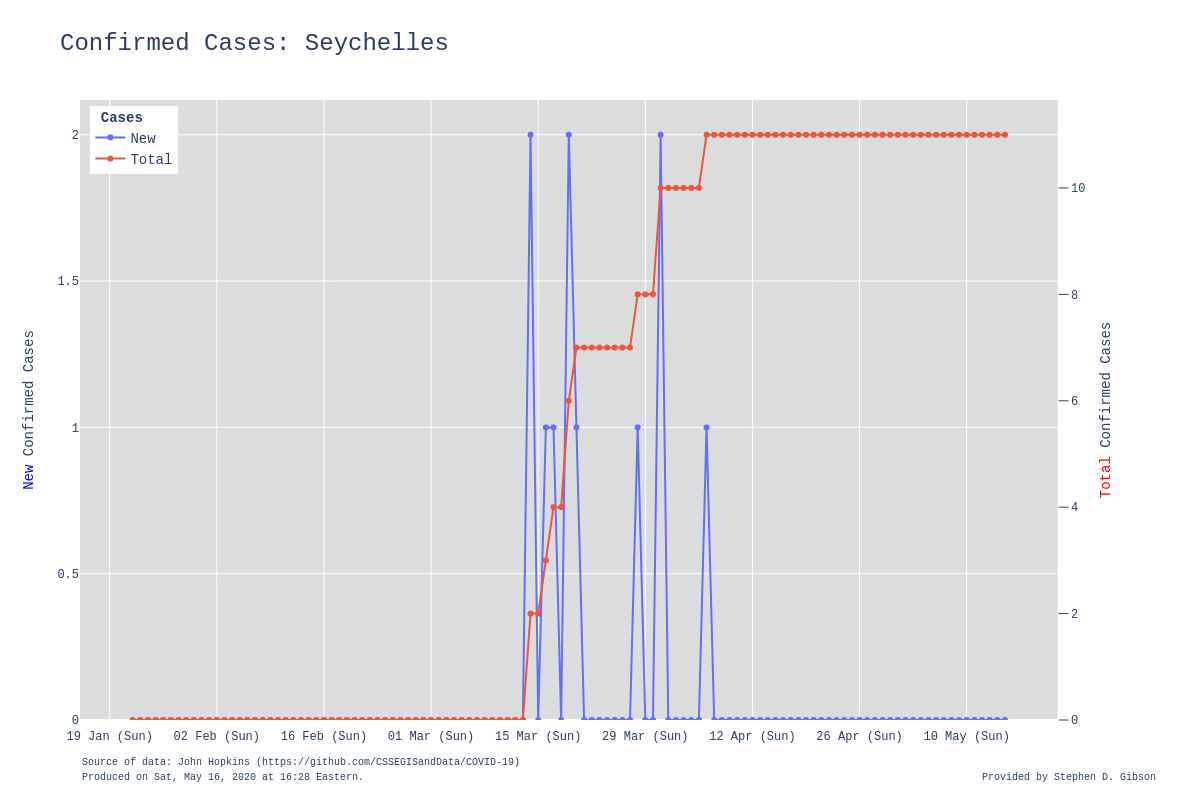 Confirmed Cases: Seychelles
Cases
New
Total
2
1.5
1
0.5
0
New Confirmed Cases
10
8
6
4
2
0
Total Confirmed Cases
19 Jan (Sun) 02 Feb (Sun) 16 Feb (Sun) 01 Mar (Sun) 15 Mar (Sun) 29 Mar (Sun) 12 Apr (Sun) 26 Apr (Sun) 10 May (Sun)
Source of data: John Hopkins (https://github.com/CSSEGISandData/COVID-19)
Produced on Sat, May 16, 2020 at 16:28 Eastern.
Provided by Stephen D. Gibson